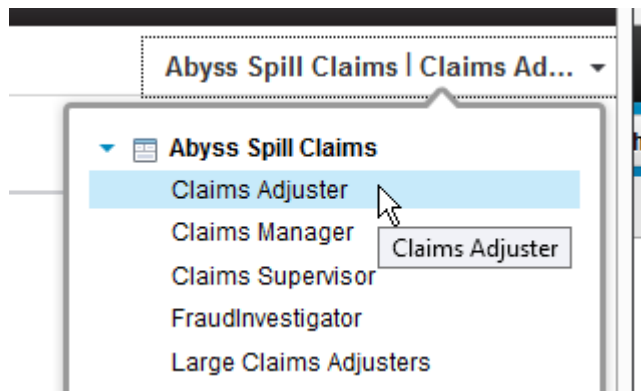 Abyss Spill Claims | Claims Ad...
Abyss Spill Claims
Claims Adjuster
Claims Manager
Claims Adjuster
Claims Supervisor
FraudInvestigator
Large Claims Adjusters